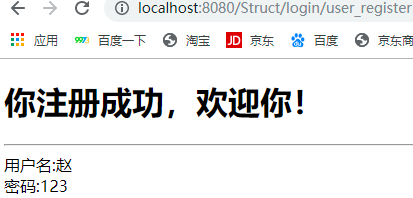 localhost:8080/Struct/login/user_register
应用 百度一下 淘宝 JD 京东 百度 京东商
你注册成功，欢迎你！
用户名:赵
密码:123